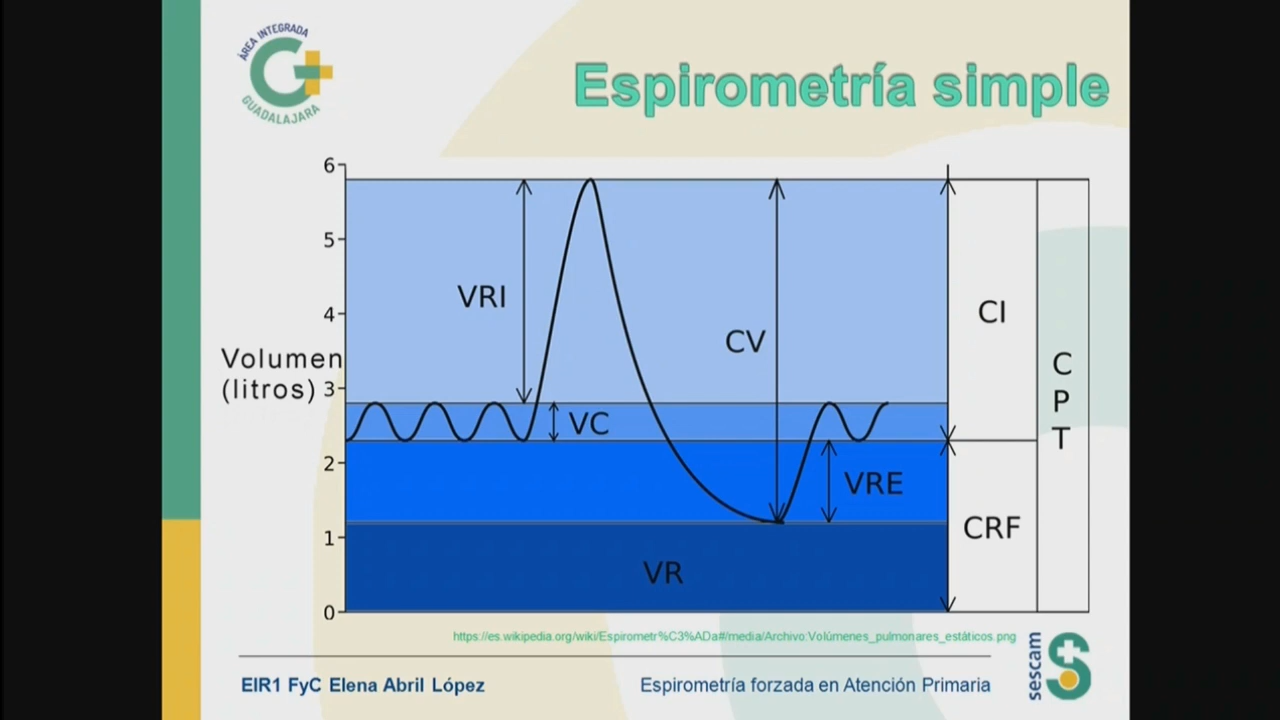 ÁREA INTEGRADA
GUADALAJARA
Espirometría simple
6
5
4
3
2
1
0
Volumen
(litros)
VRI
VC
CV
VRE
VR
CI
CRF
C
P
T
https://es.wikipedia.org/wiki/Espirometr%C3%ADa#/media/Archivo:Volúmenes_pulmonares_estáticos.png
EIR1 FyC Elena Abril López
Espirometría forzada en Atención Primaria
sescam